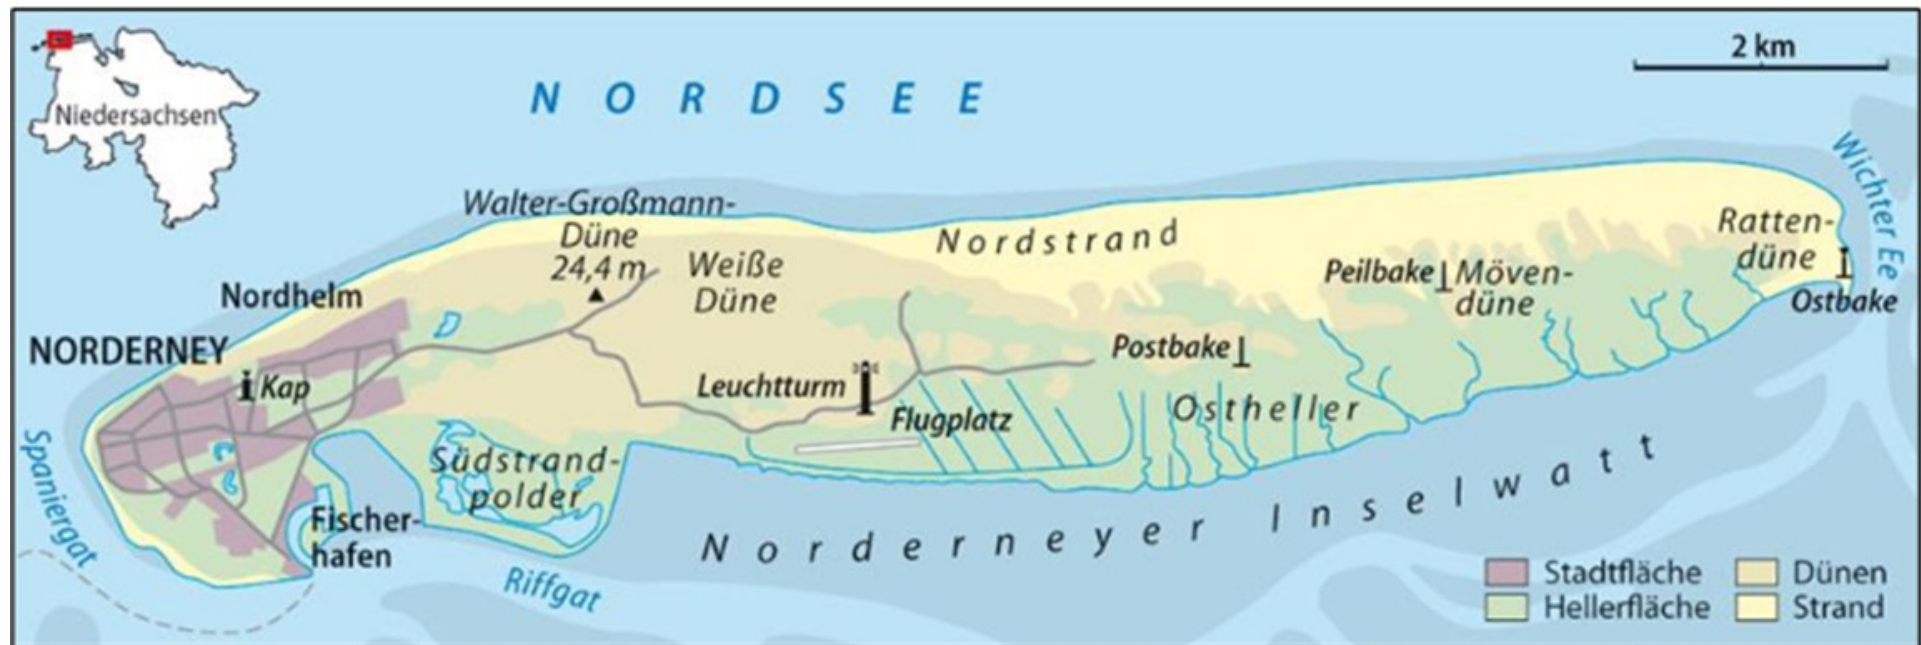 2 km
NORDSEE
Niedersachsen
Wichter Ee
Walter-Großmann-
Düne
24,4 m
Weiße
Düne
Nordstrand
Ratten-
düne
Peilbake
Möven-
düne
Ostbake
Nordhelm
NORDERNEY
Kap
Postbake
Leuchtturm
Flugplatz
Ostheller
Spaniergat
Südstrand-
polder
Fischer-
hafen
Norderneyer Inselwatt
Riffgat
Stadtfläche
Dünen
Hellerfläche
Strand